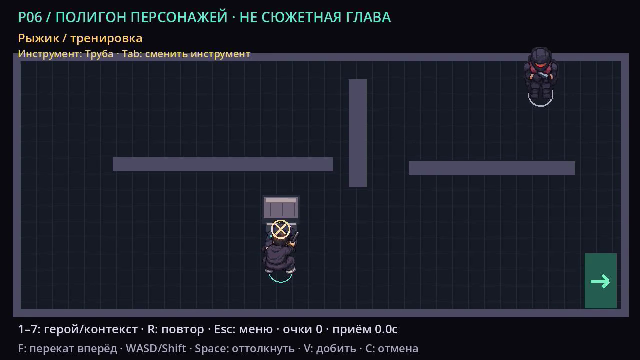 P06 / ПОЛИГОН ПЕРСОНАЖЕЙ · НЕ СЮЖЕТНАЯ ГЛАВА
Рыжик / тренировка
Инструмент: Труба · Tab: сменить инструмент
1–7: герой/контекст · R: повтор · Esc: меню · очки 0 · приём 0.0с
F: перекат вперёд · WASD/Shift · Space: оттолкнуть · V: добить · C: отмена